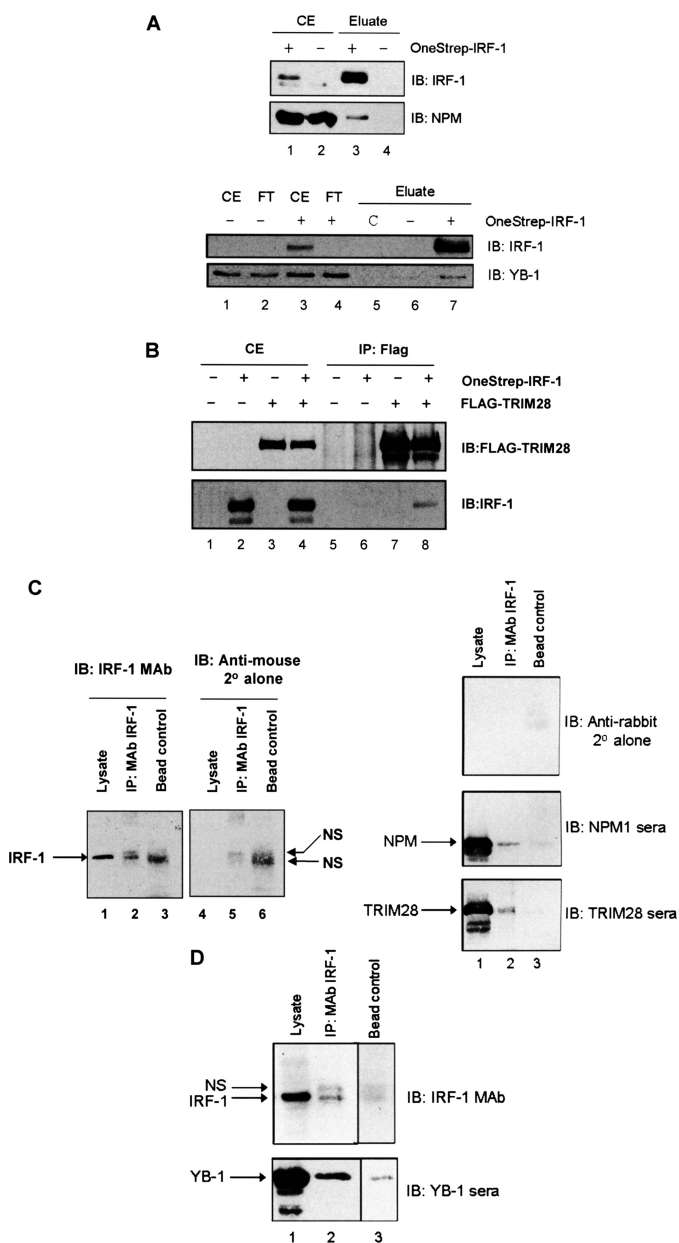 A
CE Eluate
+ − + − OneStrep-IRF-1
IB: IRF-1
IB: NPM
1 2 3 4
CE FT CE FT Eluate
− − + + C − + OneStrep-IRF-1
IB: IRF-1
IB: YB-1
1 2 3 4 5 6 7
B
CE IP: Flag
− + − + − + − + OneStrep-IRF-1
− − + + − − + + FLAG-TRIM28
IB:FLAG-TRIM28
IB:IRF-1
1 2 3 4 5 6 7 8
C
IB: IRF-1 MAb
IB: Anti-mouse
2º alone
Lysate
IP: MAb IRF-1
Bead control
Lysate
IP: MAb IRF-1
Bead control
IRF-1
NS
NS
1 2 3 4 5 6
Lysate
IP: MAb IRF-1
Bead control
IB: Anti-rabbit
2º alone
NPM
IB: NPM1 sera
TRIM28
IB: TRIM28 sera
1 2 3
D
Lysate
IP: MAb IRF-1
Bead control
NS
IRF-1
IB: IRF-1 MAb
YB-1
IB: YB-1 sera
1 2 3